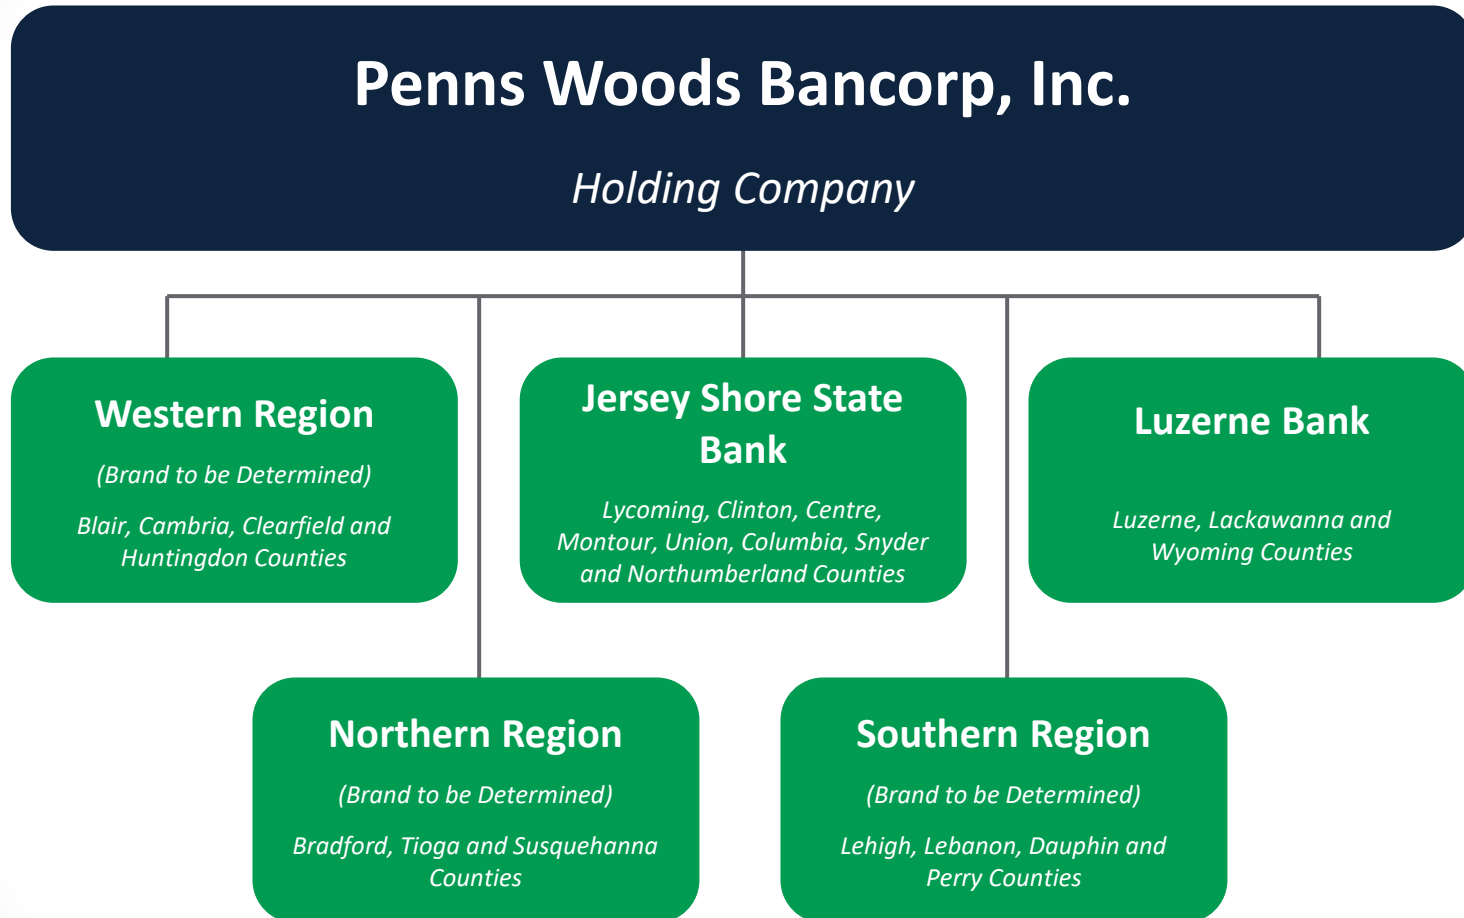 Penns Woods Bancorp, Inc.
Holding Company
Western Region
(Brand to be Determined)
Blair, Cambria, Clearfield and
Huntingdon Counties
Jersey Shore State
Bank
Lycoming, Clinton, Centre,
Montour, Union, Columbia, Snyder
and Northumberland Counties
Luzerne Bank
Luzerne, Lackawanna and
Wyoming Counties
Northern Region
(Brand to be Determined)
Bradford, Tioga and Susquehanna
Counties
Southern Region
(Brand to be Determined)
Lehigh, Lebanon, Dauphin and
Perry Counties